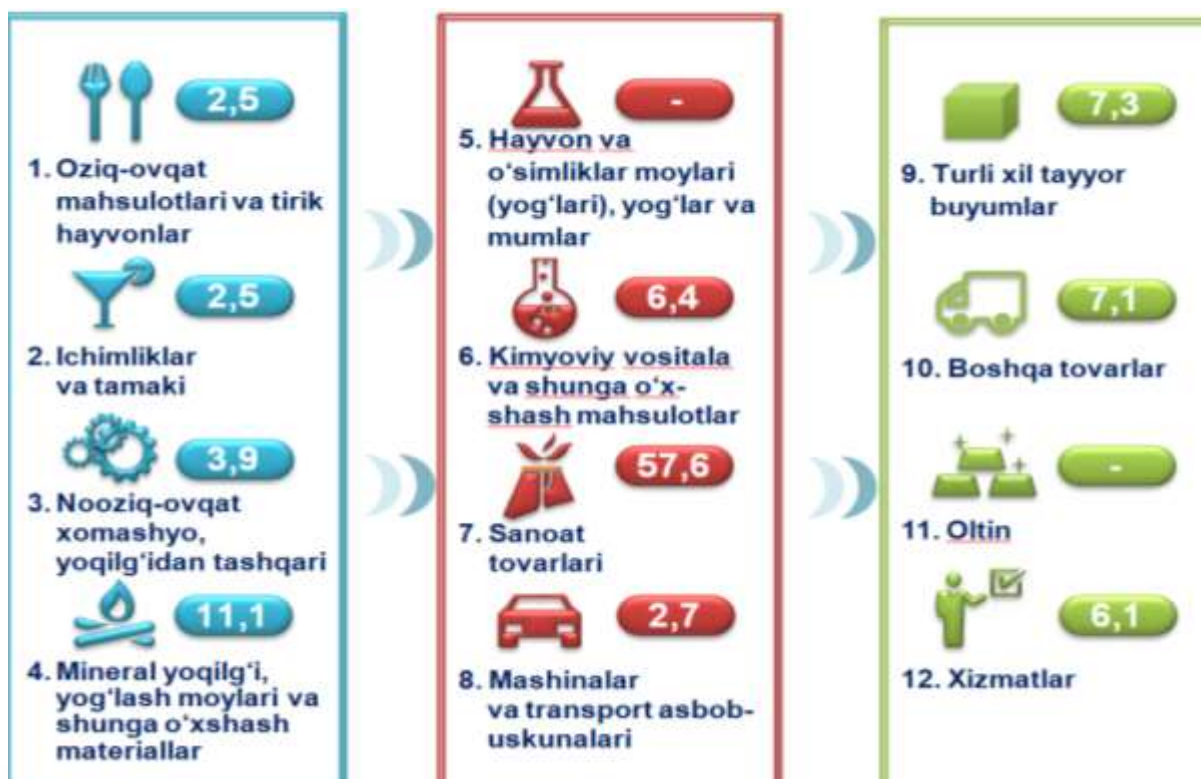 2,5
1. Oziq-ovqat
mahsulotlari va tirik
hayvonlar
2,5
2. Ichimliklar
va tamaki
3,9
3. Nooziq-ovqat
xomashyo,
yoqilg‘idan tashqari
11,1
4. Mineral yoqilg‘i,
yog‘lash moylari va
shunga o‘xshash
materiallar
-
5. Hayvon va
o‘simliklar moylari
(yog‘lari), yog‘lar va
mumlar
6,4
6. Kimyoviy vositala
va shunga o‘x-
shash mahsulotlar
57,6
7. Sanoat
tovarlari
2,7
8. Mashinalar
va transport asbob-
uskunalari
7,3
9. Turli xil tayyor
buyumlar
7,1
10. Boshqa tovarlar
-
11. Oltin
6,1
12. Xizmatlar